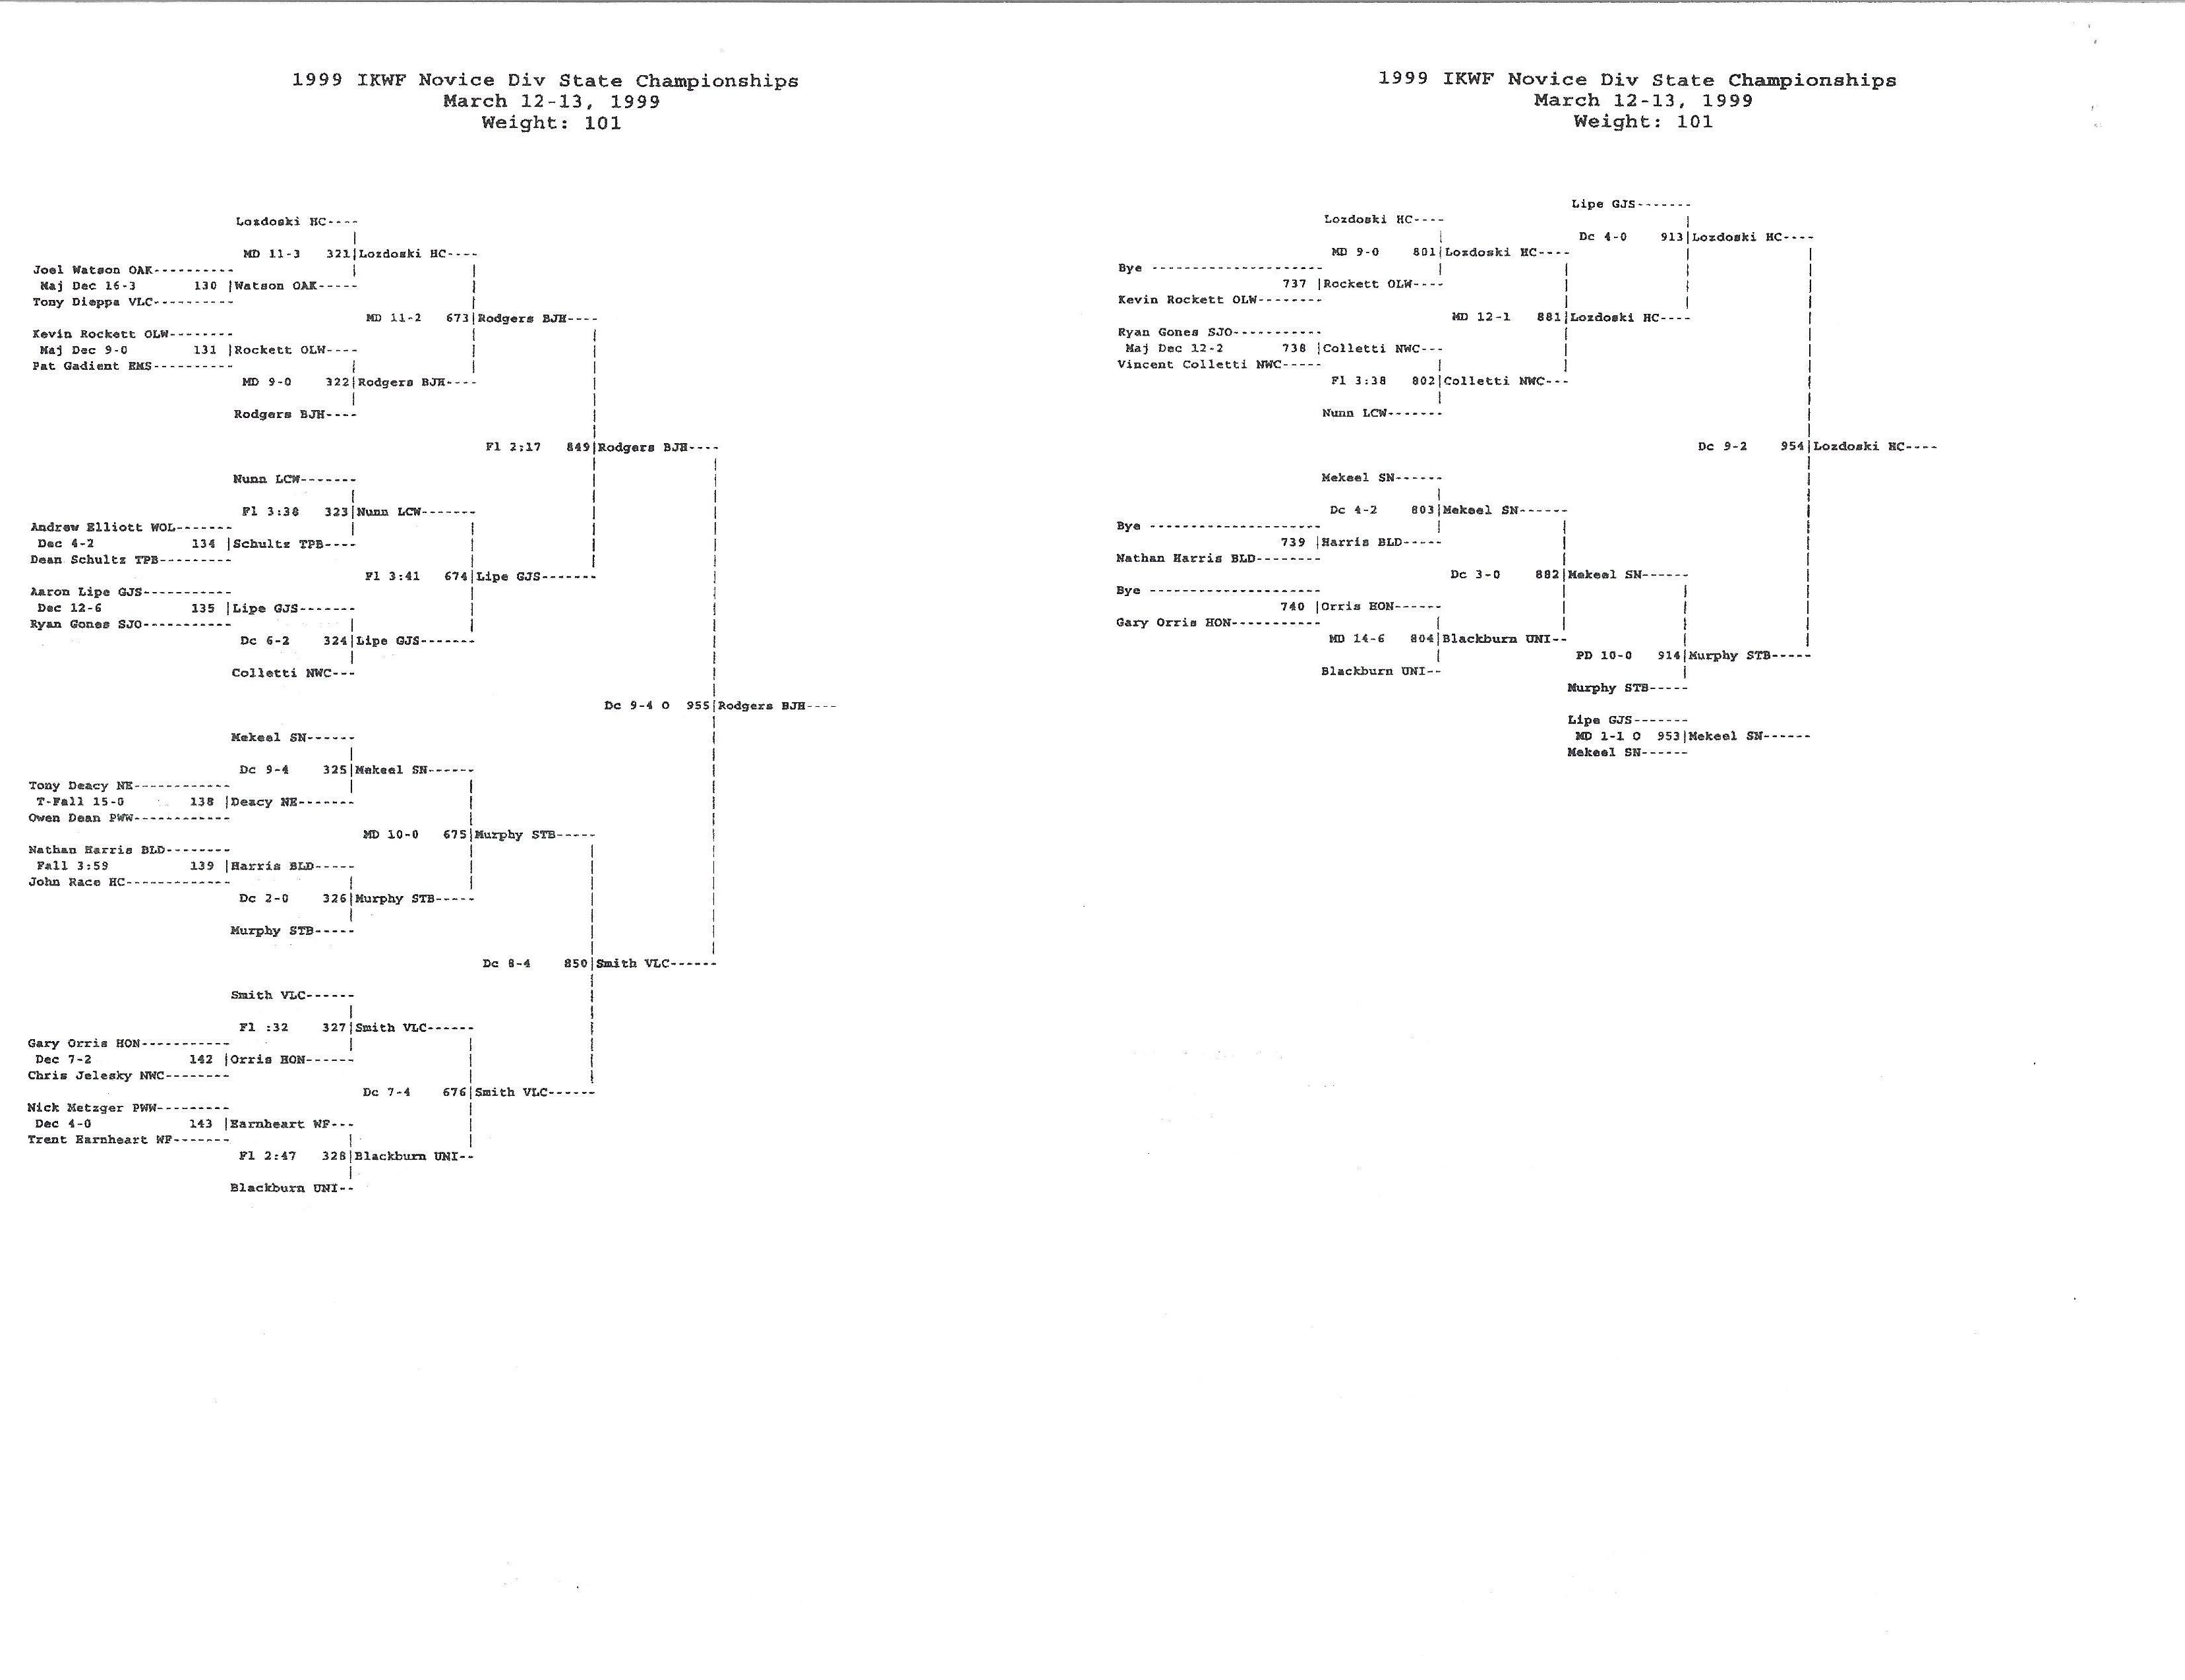 1999 IKWF Novice Div State Championships
March 12-13, 1999
Weight: 101
Lozdoski HC----
MD 11-3 321|Lozdoski HC----
Joel Watson OAK----------
Maj Dec 16-3 130 |Watson OAK-----
Tony Dieppa VLC----------
MD 11-2 673|Rodgers BJH----
Kevin Rockett OLW--------
Maj Dec 9-0 131 |Rockett OLW----
Pat Gadient EMS----------
MD 9-0 322|Rodgers BJH----
Rodgers BJH----
Fl 2:17 849|Rodgers BJH----
Nunn LCW-------
Fl 3:38 323|Nunn LCW-------
Andrew Elliott WOL-------
Dec 4-2 134 |Schultz TPB----
Dean Schultz TPB---------
Fl 3:41 674|Lipe GJS-------
Aaron Lipe GJS-----------
Dec 12-6 135 |Lipe GJS-------
Ryan Gones SJO-----------
Dc 6-2 324|Lipe GJS-------
Colletti NWC---
Dc 9-4 O 955|Rodgers BJH----
Mekeel SN------
Dc 9-4 325|Mekeel SN------
Tony Deacy NE------------
T-Fall 15-0 138 |Deacy NE-------
Owen Dean PWW------------
MD 10-0 675|Murphy STB-----
Nathan Harris BLD--------
Fall 3:59 139 |Harris BLD-----
John Race HC-------------
Dc 2-0 326|Murphy STB-----
Murphy STB-----
Dc 8-4 850|Smith VLC------
Smith VLC------
Fl :32 327|Smith VLC------
Gary Orris HON-----------
Dec 7-2 142 |Orris HON------
Chris Jelesky NWC--------
Dc 7-4 676|Smith VLC------
Nick Metzger PWW---------
Dec 4-0 143 |Earnheart WF---
Trent Earnheart WF-------
Fl 2:47 328|Blackburn UNI--
Blackburn UNI--
1999 IKWF Novice Div State Championships
March 12-13, 1999
Weight: 101
Lipe GJS-------
Lozdoski HC----
Dc 4-0 913|Lozdoski HC----
MD 9-0 801|Lozdoski HC----
Bye ---------------------
737 |Rockett OLW----
Kevin Rockett OLW--------
MD 12-1 881|Lozdoski HC----
Ryan Gones SJO-----------
Maj Dec 12-2 738 |Colletti NWC---
Vincent Colletti NWC-----
Fl 3:38 802|Colletti NWC---
Nunn LCW-------
Dc 9-2 954|Lozdoski HC----
Mekeel SN------
Dc 4-2 803|Mekeel SN------
Bye ---------------------
739 |Harris BLD-----
Nathan Harris BLD--------
Dc 3-0 882|Mekeel SN------
Bye ---------------------
740 |Orris HON------
Gary Orris HON-----------
MD 14-6 804|Blackburn UNI--
PD 10-0 914|Murphy STB-----
Blackburn UNI--
Murphy STB-----
Lipe GJS-------
MD 1-1 O 953|Mekeel SN------
Mekeel SN------